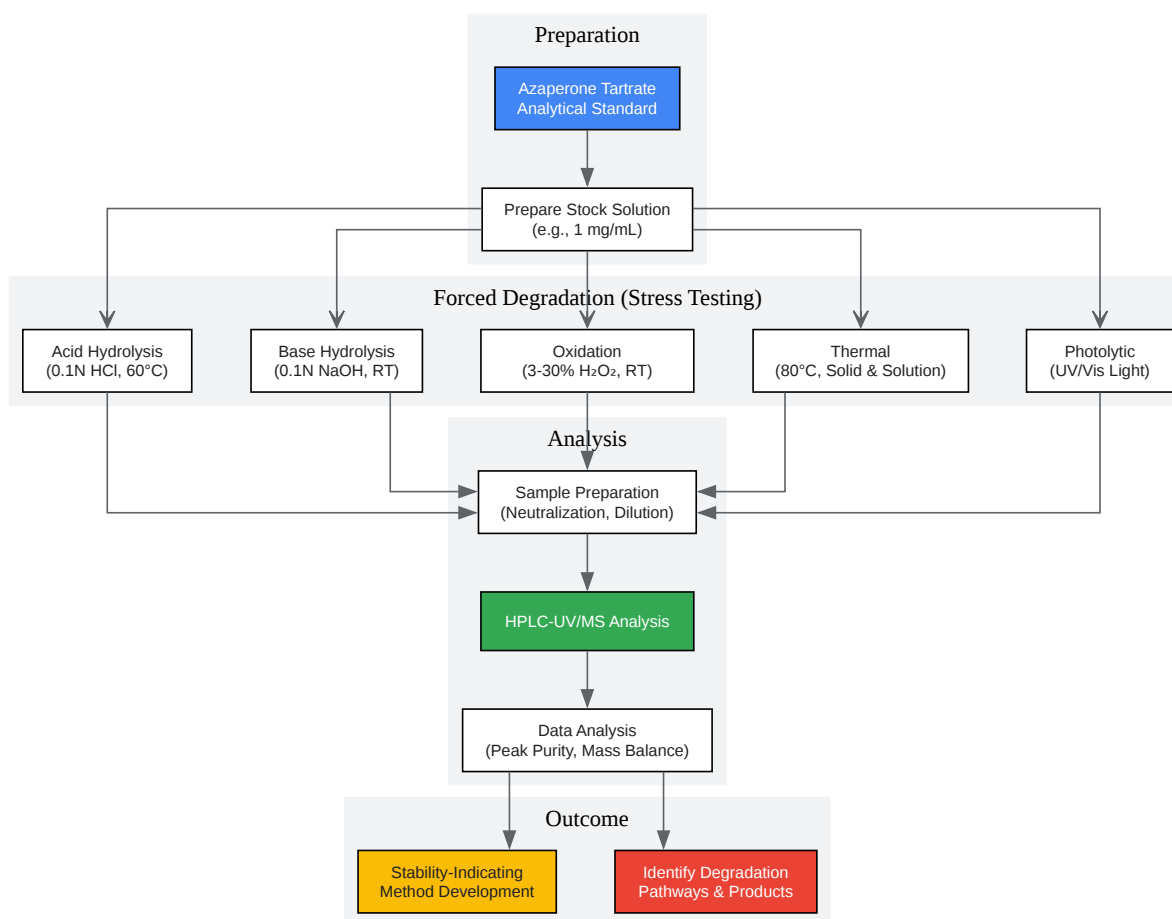 Preparation
Azaperone Tartrate
Analytical Standard
Prepare Stock Solution
(e.g., 1 mg/mL)
Forced Degradation (Stress Testing)
Acid Hydrolysis
(0.1N HCl, 60°C)
Base Hydrolysis
(0.1N NaOH, RT)
Oxidation
(3-30% H₂O₂, RT)
Thermal
(80°C, Solid & Solution)
Photolytic
(UV/Vis Light)
Analysis
Sample Preparation
(Neutralization, Dilution)
HPLC-UV/MS Analysis
Data Analysis
(Peak Purity, Mass Balance)
Outcome
Stability-Indicating
Method Development
Identify Degradation
Pathways & Products